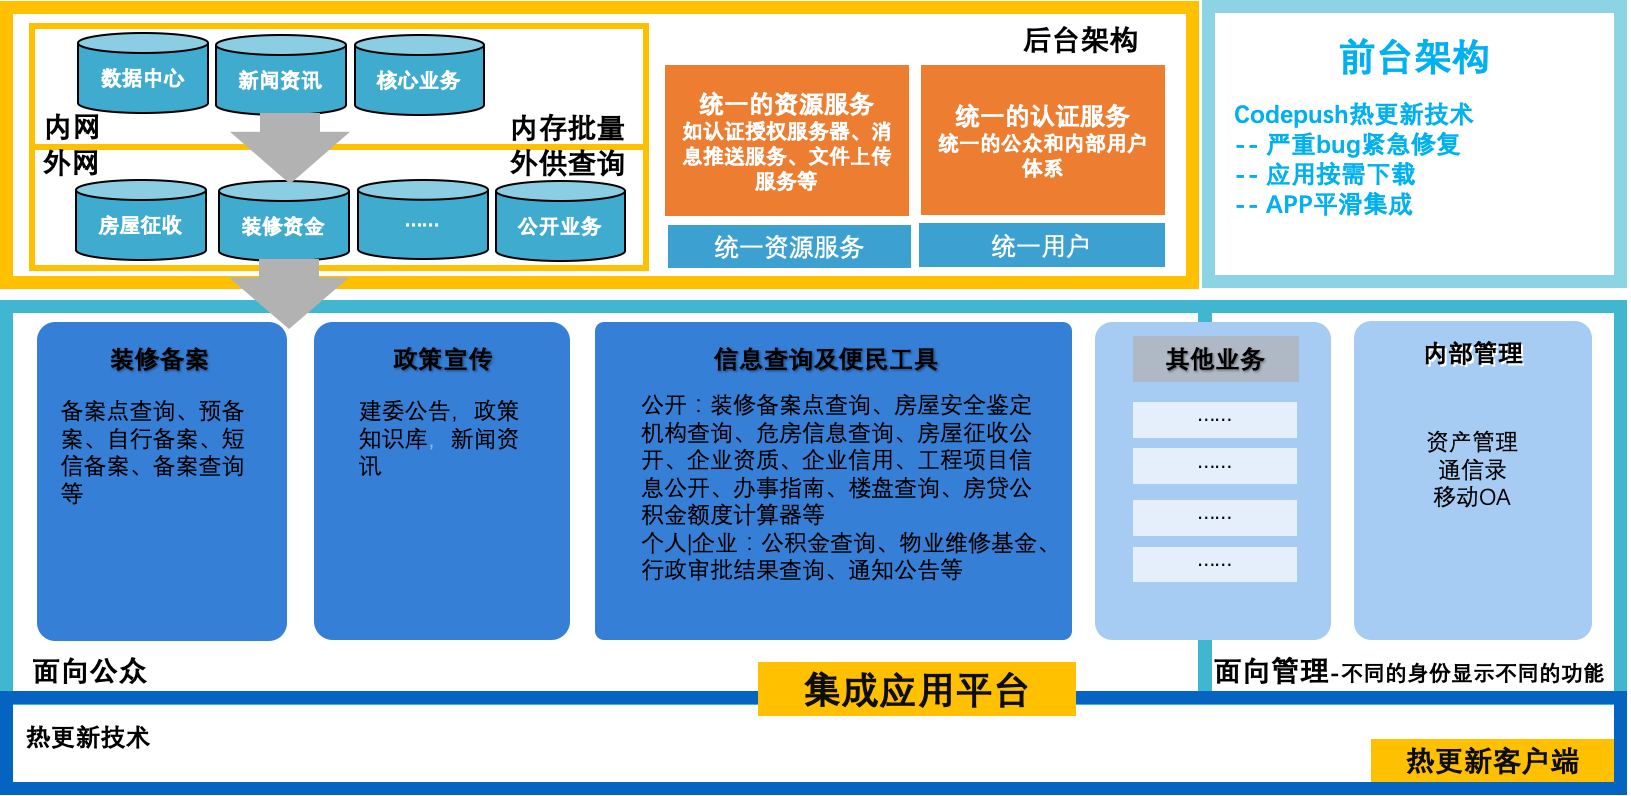 后台架构
数据中心
新闻资讯
核心业务
内网
内存批量
外网
外供查询
房屋征收
装修资金
……
公开业务
统一的资源服务
如认证授权服务器、消
息推送服务、文件上传
服务等
统一资源服务
统一的认证服务
统一的公众和内部用户
体系
统一用户
前台架构
Codepush热更新技术
-- 严重bug紧急修复
-- 应用按需下载
-- APP平滑集成
装修备案
备案点查询、预备
案、自行备案、短
信备案、备案查询
等
政策宣传
建委公告，政策
知识库，新闻资
讯
信息查询及便民工具
公开：装修备案点查询、房屋安全鉴定
机构查询、危房信息查询、房屋征收公
开、企业资质、企业信用、工程项目信
息公开、办事指南、楼盘查询、房贷公
积金额度计算器等
个人|企业：公积金查询、物业维修基金、
行政审批结果查询、通知公告等
其他业务
……
……
……
……
内部管理
资产管理
通信录
移动OA
面向公众
集成应用平台
面向管理-不同的身份显示不同的功能
热更新技术
热更新客户端